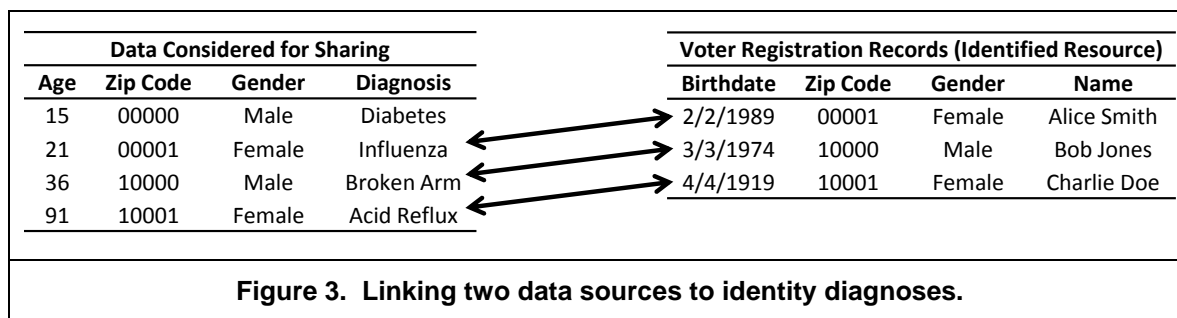 Data Considered for Sharing
Age Zip Code Gender Diagnosis
15 00000 Male Diabetes
21 00001 Female Influenza
36 10000 Male Broken Arm
91 10001 Female Acid Reflux
Voter Registration Records (Identified Resource)
Birthdate Zip Code Gender Name
2/2/1989 00001 Female Alice Smith
3/3/1974 10000 Male Bob Jones
4/4/1919 10001 Female Charlie Doe
Figure 3. Linking two data sources to identity diagnoses.